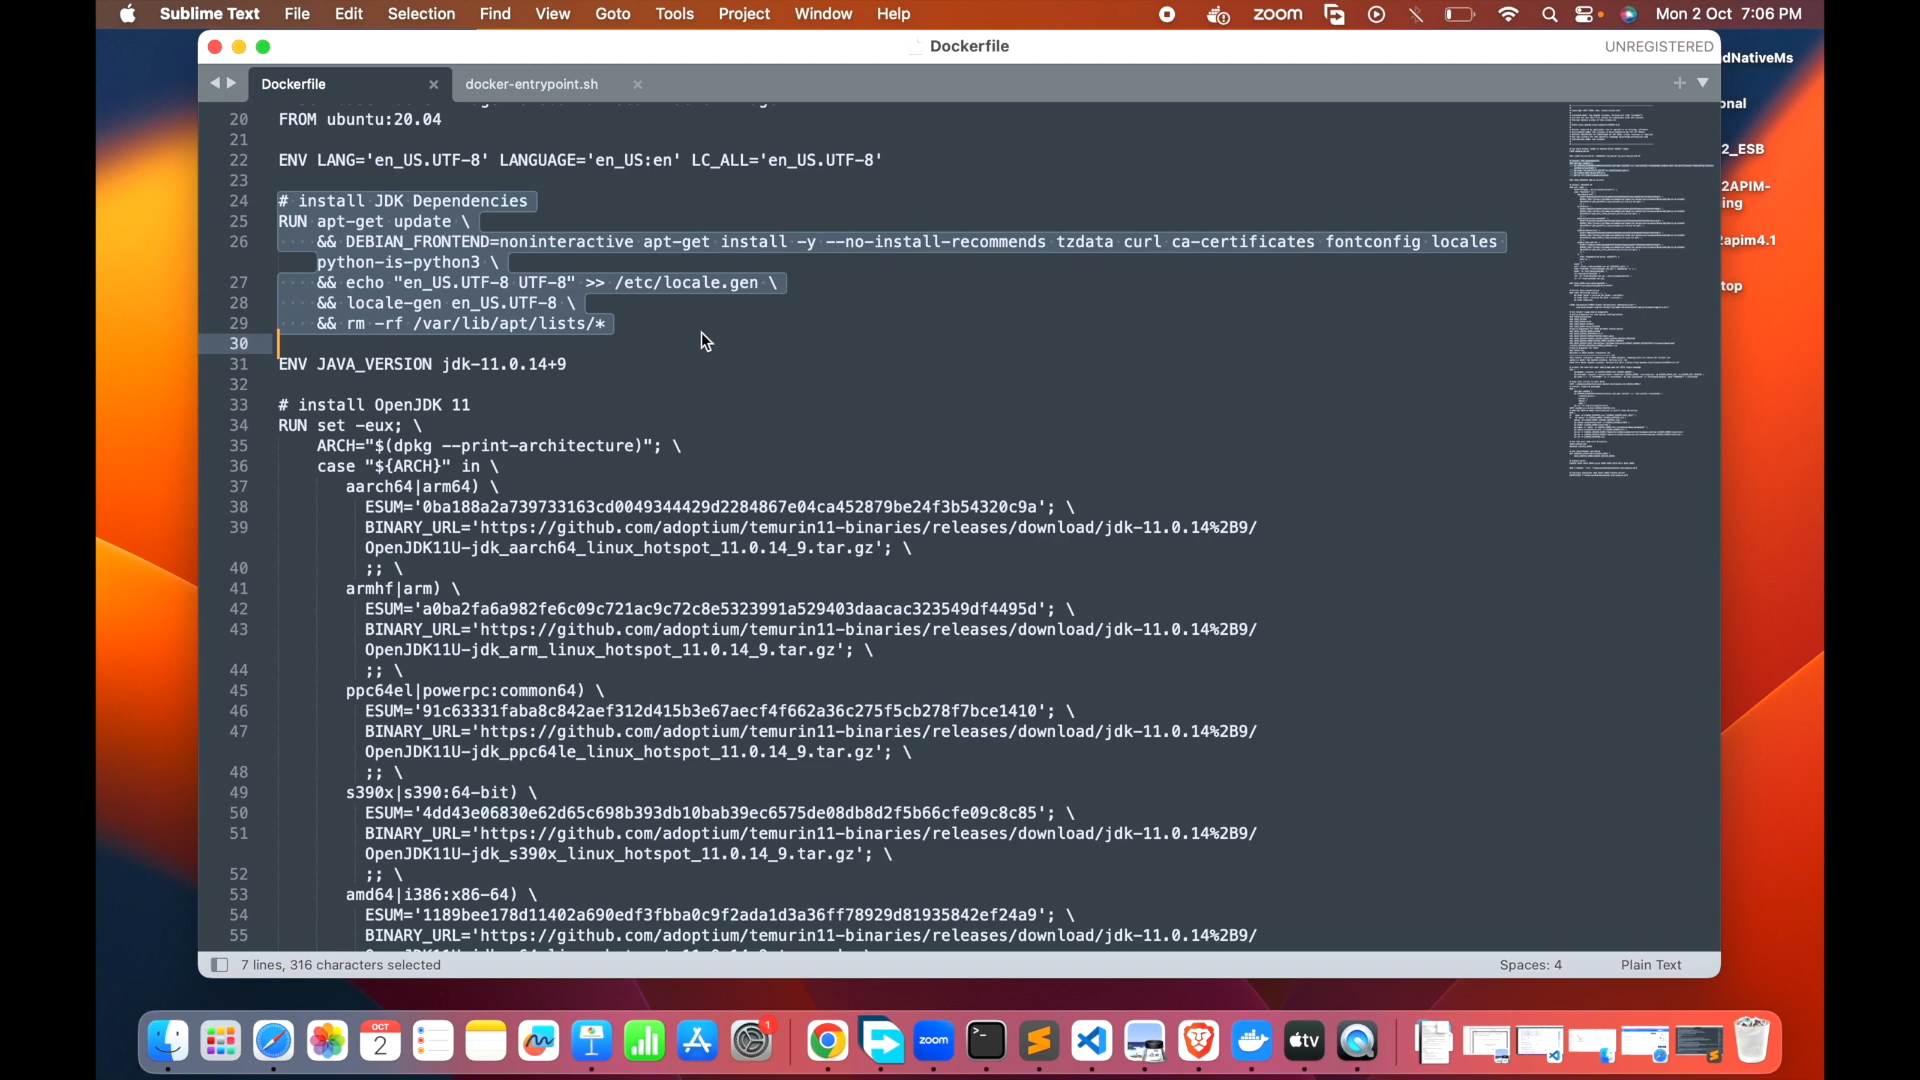 Sublime Text File Edit Selection Find View Goto Tools Project Window Help zoom Mon 2 Oct 7:06 PM
Dockerfile UNREGISTERED
Dockerfile docker-entrypoint.sh
20 FROM ubuntu:20.04
21
22 ENV LANG='en_US.UTF-8' LANGUAGE='en_US:en' LC_ALL='en_US.UTF-8'
23
24 # install JDK Dependencies
25 RUN apt-get update \
26 && DEBIAN_FRONTEND=noninteractive apt-get install -y --no-install-recommends tzdata curl ca-certificates fontconfig locales
python-is-python3 \
27 && echo "en_US.UTF-8 UTF-8" >> /etc/locale.gen \
28 && locale-gen en_US.UTF-8 \
29 && rm -rf /var/lib/apt/lists/*
30
31 ENV JAVA_VERSION jdk-11.0.14+9
32
33 # install OpenJDK 11
34 RUN set -eux; \
35 ARCH="$(dpkg --print-architecture)"; \
36 case "${ARCH}" in \
37 aarch64|arm64) \
38 ESUM='0ba188a2a739733163cd0049344429d2284867e04ca452879be24f3b54320c9a'; \
39 BINARY_URL='https://github.com/adoptium/temurin11-binaries/releases/download/jdk-11.0.14%2B9/
OpenJDK11U-jdk_aarch64_linux_hotspot_11.0.14_9.tar.gz'; \
40 ;; \
41 armhf|arm) \
42 ESUM='a0ba2fa6a982fe6c09c721ac9c72c8e5323991a529403daacac323549df4495d'; \
43 BINARY_URL='https://github.com/adoptium/temurin11-binaries/releases/download/jdk-11.0.14%2B9/
OpenJDK11U-jdk_arm_linux_hotspot_11.0.14_9.tar.gz'; \
44 ;; \
45 ppc64el|powerpc:common64) \
46 ESUM='91c63331faba8c842aef312d415b3e67aecf4f662a36c275f5cb278f7bce1410'; \
47 BINARY_URL='https://github.com/adoptium/temurin11-binaries/releases/download/jdk-11.0.14%2B9/
OpenJDK11U-jdk_ppc64le_linux_hotspot_11.0.14_9.tar.gz'; \
48 ;; \
49 s390x|s390:64-bit) \
50 ESUM='4dd43e06830e62d65c698b393db10bab39ec6575de08db8d2f5b66cfe09c8c85'; \
51 BINARY_URL='https://github.com/adoptium/temurin11-binaries/releases/download/jdk-11.0.14%2B9/
OpenJDK11U-jdk_s390x_linux_hotspot_11.0.14_9.tar.gz'; \
52 ;; \
53 amd64|i386:x86-64) \
54 ESUM='1189bee178d11402a690edf3fbba0c9f2ada1d3a36ff78929d81935842ef24a9'; \
55 BINARY_URL='https://github.com/adoptium/temurin11-binaries/releases/download/jdk-11.0.14%2B9/
dNativeMs
onal
2_ESB
2APIM-
ing
apim4.1
top
7 lines, 316 characters selected Spaces: 4 Plain Text
OCT
2
1
zoom
tv